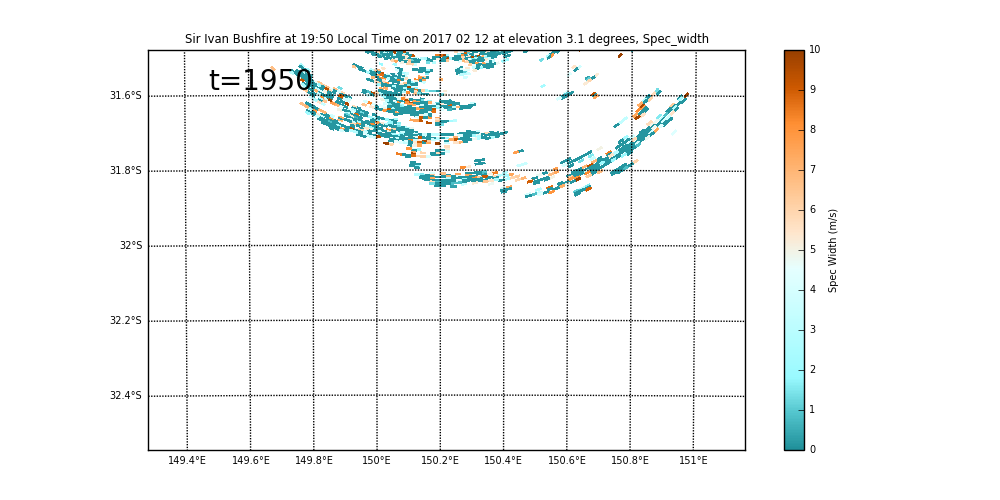 Sir Ivan Bushfire at 19:50 Local Time on 2017 02 12 at elevation 3.1 degrees, Spec_width
t=1950
31.6°S
31.8°S
32°S
32.2°S
32.4°S
149.4°E 149.6°E 149.8°E 150°E 150.2°E 150.4°E 150.6°E 150.8°E 151°E
10
9
8
7
6
5
4
3
2
1
0
Spec Width (m/s)